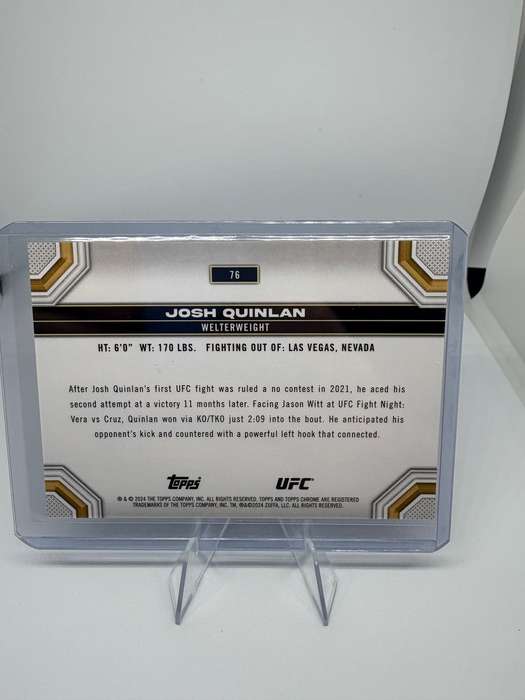 76
JOSH QUINLAN
WELTERWEIGHT
HT: 6'0" WT: 170 LBS. FIGHTING OUT OF: LAS VEGAS, NEVADA
After Josh Quinlan's first UFC fight was ruled a no contest in 2021, he aced his
second attempt at a victory 11 months later. Facing Jason Witt at UFC Fight Night:
Vera vs Cruz, Quinlan won via KO/TKO just 2:09 into the bout. He anticipated his
opponent's kick and countered with a powerful left hook that connected.
Topps UFC
® & © 2024 THE TOPPS COMPANY, INC. ALL RIGHTS RESERVED. TOPPS AND TOPPS CHROME ARE REGISTERED
TRADEMARKS OF THE TOPPS COMPANY, INC. TM, ®&©2024 ZUFFA, LLC. ALL RIGHTS RESERVED.